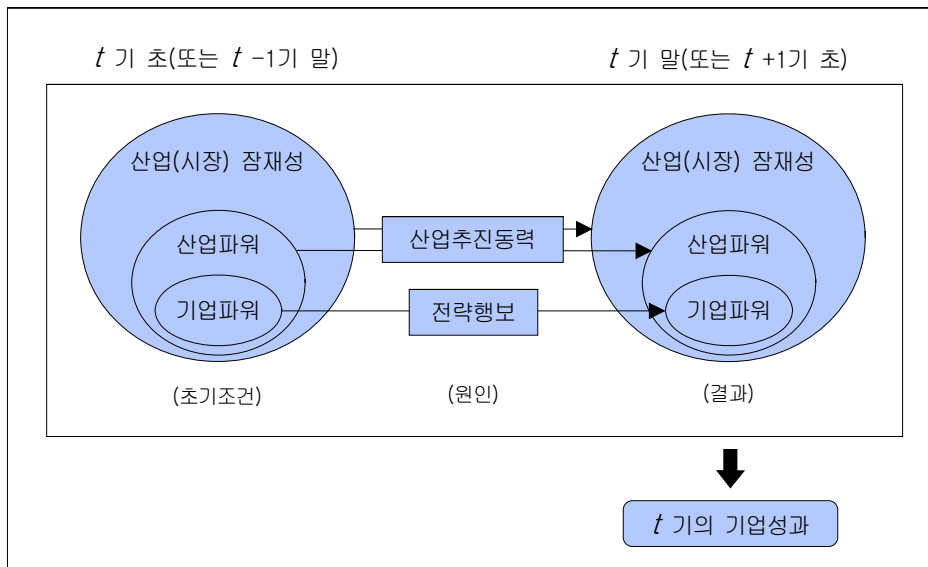 t 기 초(또는 t -1기 말)
t 기 말(또는 t +1기 초)
산업(시장) 잠재성
산업(시장) 잠재성
산업파워
산업추진동력
산업파워
기업파워
전략행보
기업파워
(초기조건)
(원인)
(결과)
t 기의 기업성과